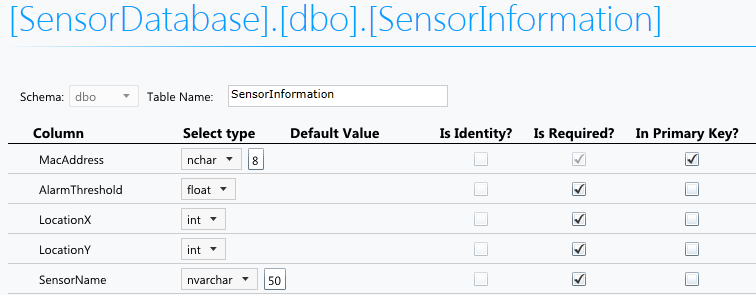 [SensorDatabase].[dbo].[SensorInformation]
Schema: dbo Table Name: SensorInformation
Column Select type Default Value Is Identity? Is Required? In Primary Key?
MacAddress nchar 8
AlarmThreshold float
LocationX int
LocationY int
SensorName nvarchar 50